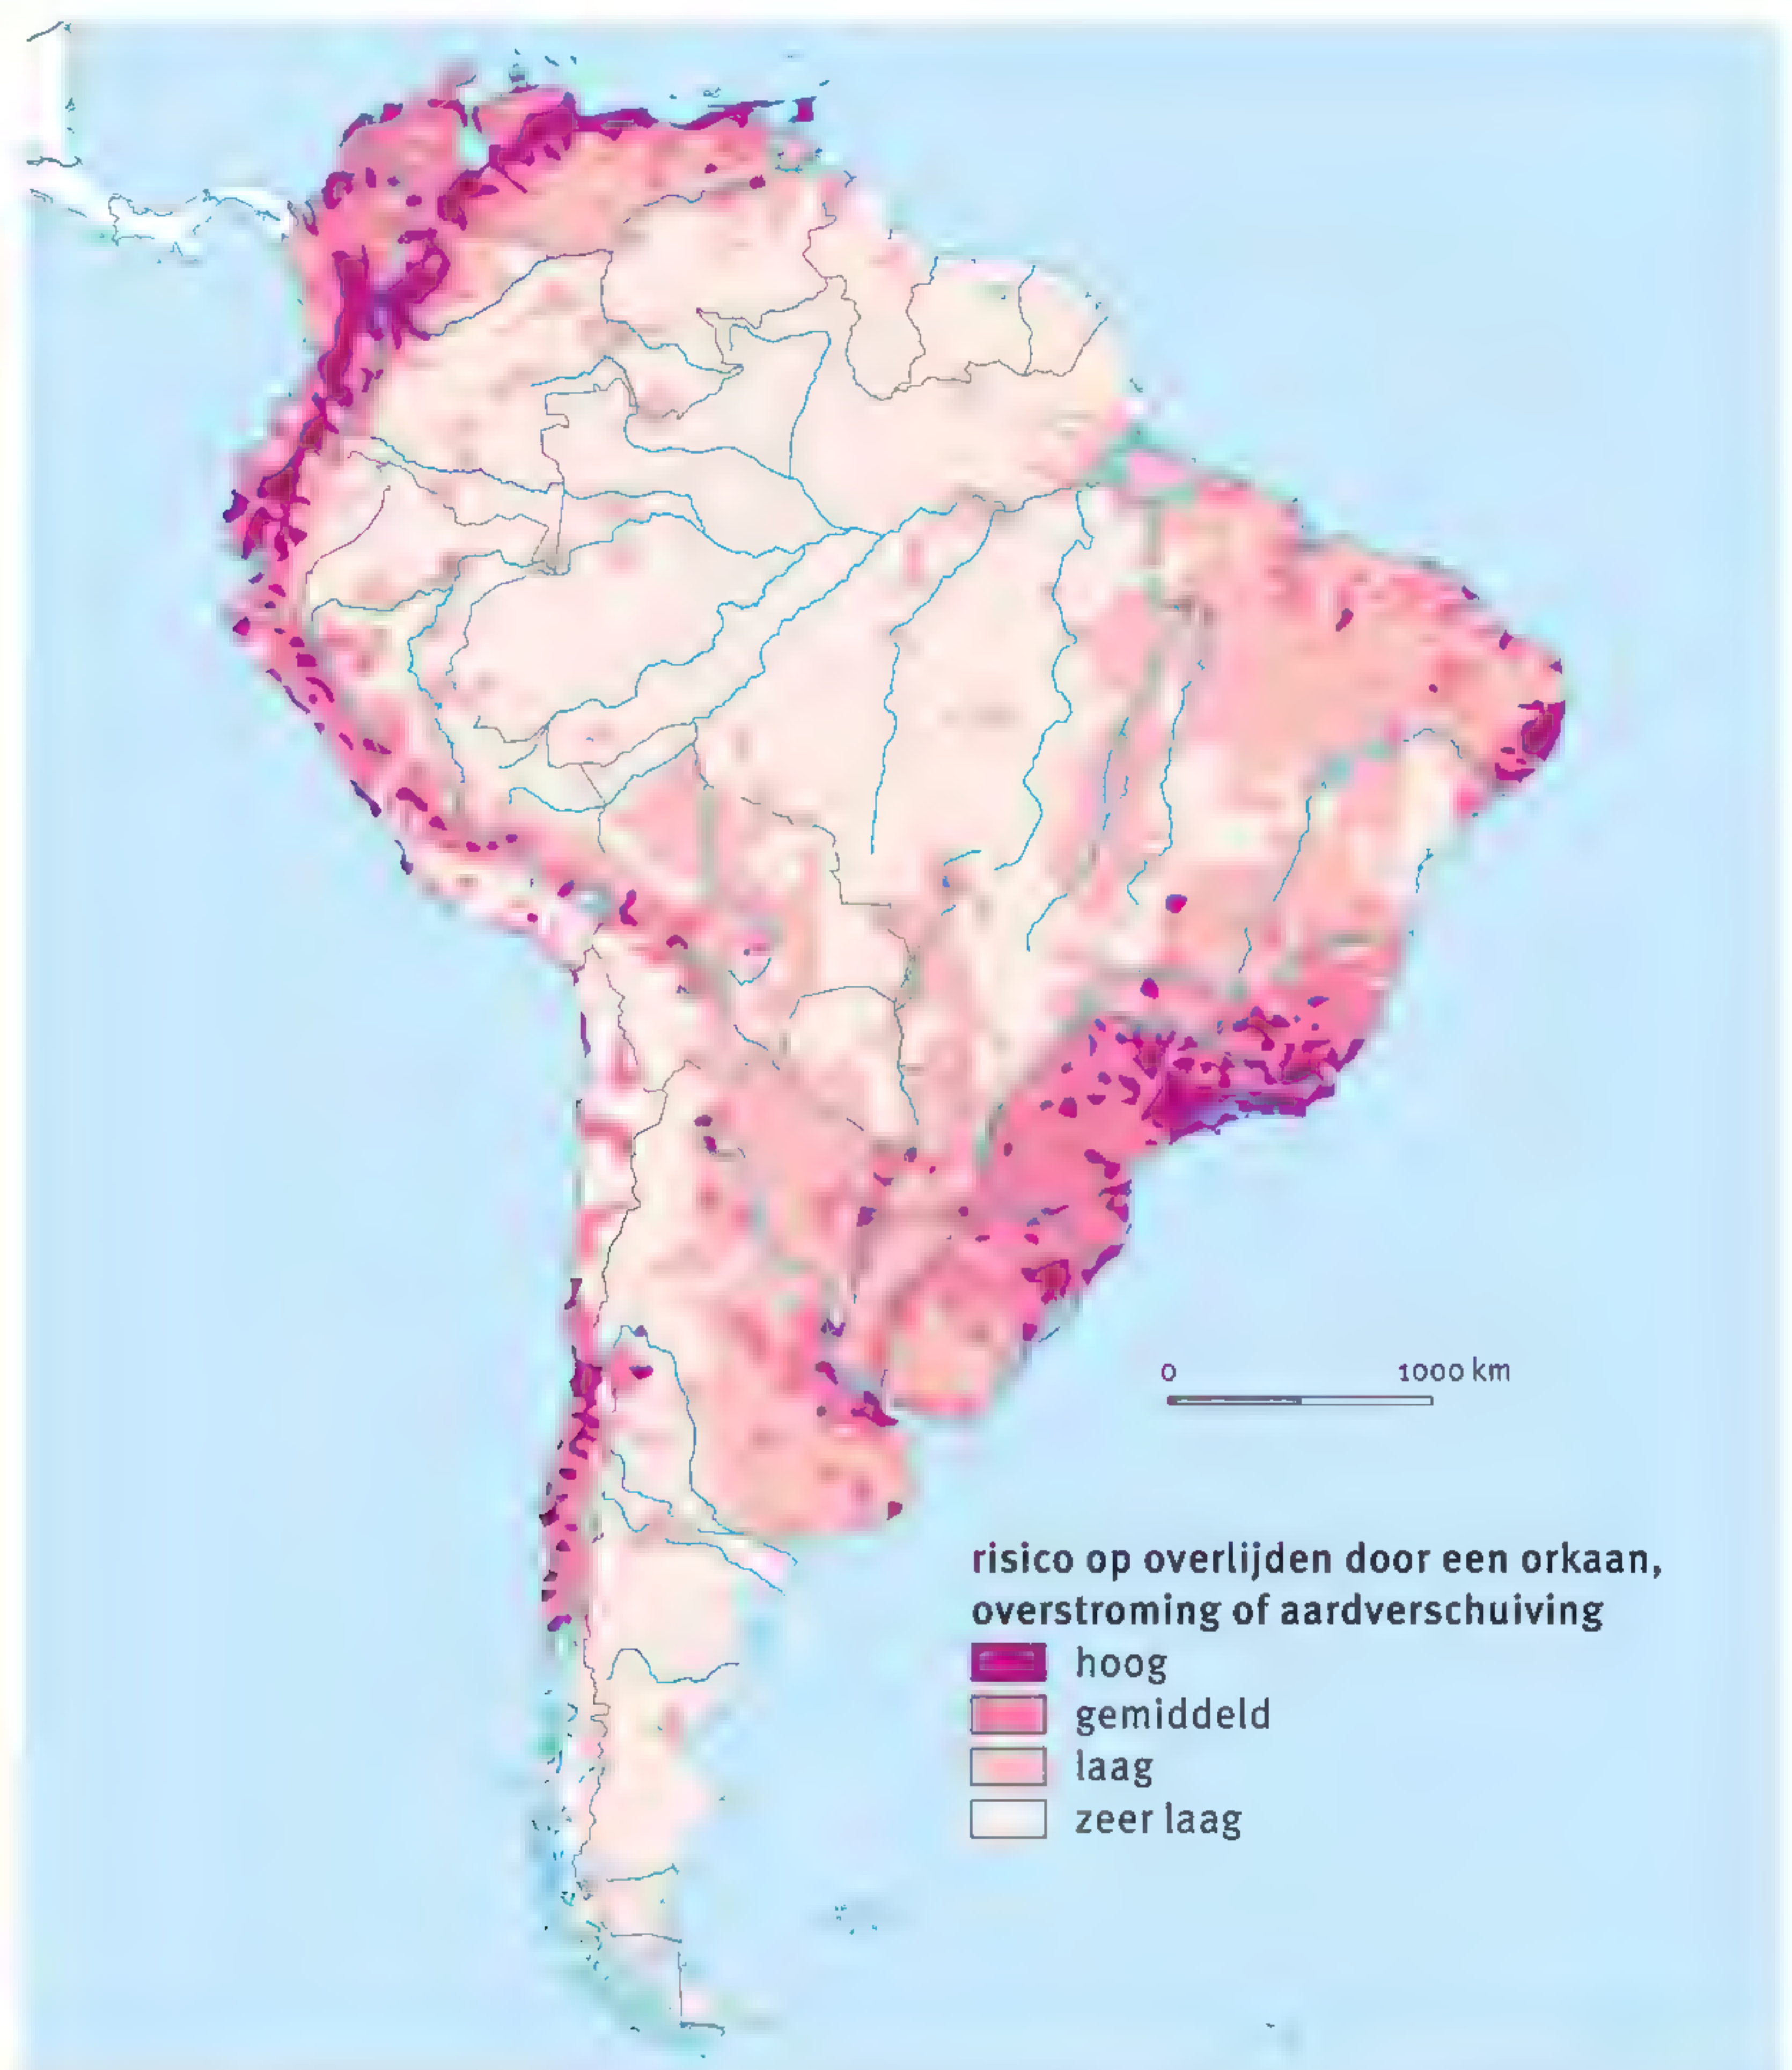 0 1000 km
risico op overlijden door een orkaan,
overstroming of aardverschuiving
hoog
gemiddeld
laag
zeer laag